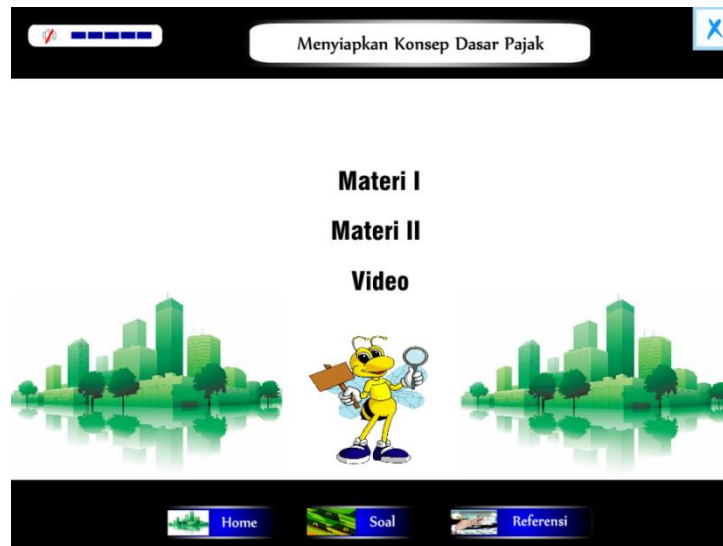 Menyiapkan Konsep Dasar Pajak
X
Materi I
Materi II
Video
Home
Soal
Referensi